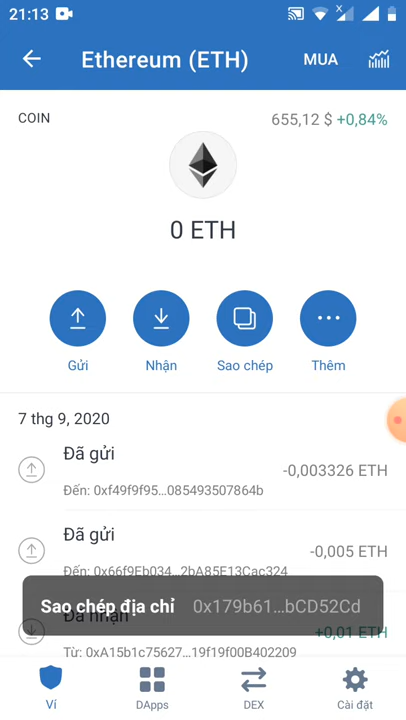 21:13
Ethereum (ETH)
MUA
COIN
655,12 $ +0,84%
0 ETH
Gửi
Nhận
Sao chép
Thêm
7 thg 9, 2020
Đã gửi
-0,003326 ETH
Đến: 0xf49f9f95...085493507864b
Đã gửi
-0,005 ETH
Đến: 0x66f9Eb034...2bA85E13Cac324
Sao chép địa chỉ 0x179b61...bCD52Cd
Đã nhận
+0,01 ETH
Từ: 0xA15b1c75627...19f19f00B402209
Ví
DApps
DEX
Cài đặt